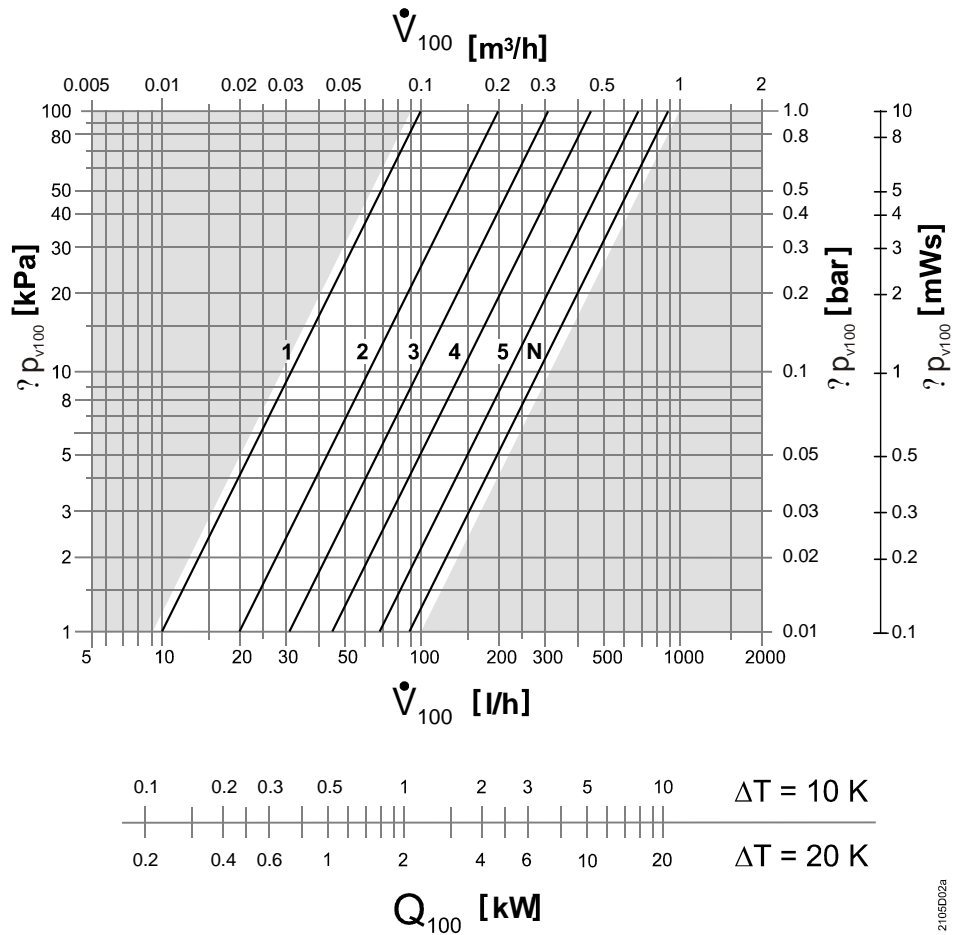 V̇100 [m³/h]
0.005 0.01 0.02 0.03 0.05 0.1 0.2 0.3 0.5 1 2
100 1.0 10
80 0.8 8
50 0.5 5
40 0.4 4
30 0.3 3
20 0.2 2
? pv100 [kPa]
? pv100 [bar]
? pv100 [mWs]
1 2 3 4 5 N
10 0.1 1
8
5 0.05 0.5
3 0.03 0.3
2 0.02 0.2
1 0.01 0.1
5 10 20 30 50 100 200 300 500 1000 2000
V̇100 [l/h]
0.1 0.2 0.3 0.5 1 2 3 5 10 ΔT = 10 K
0.2 0.4 0.6 1 2 4 6 10 20 ΔT = 20 K
Q100 [kW]
2105D02a